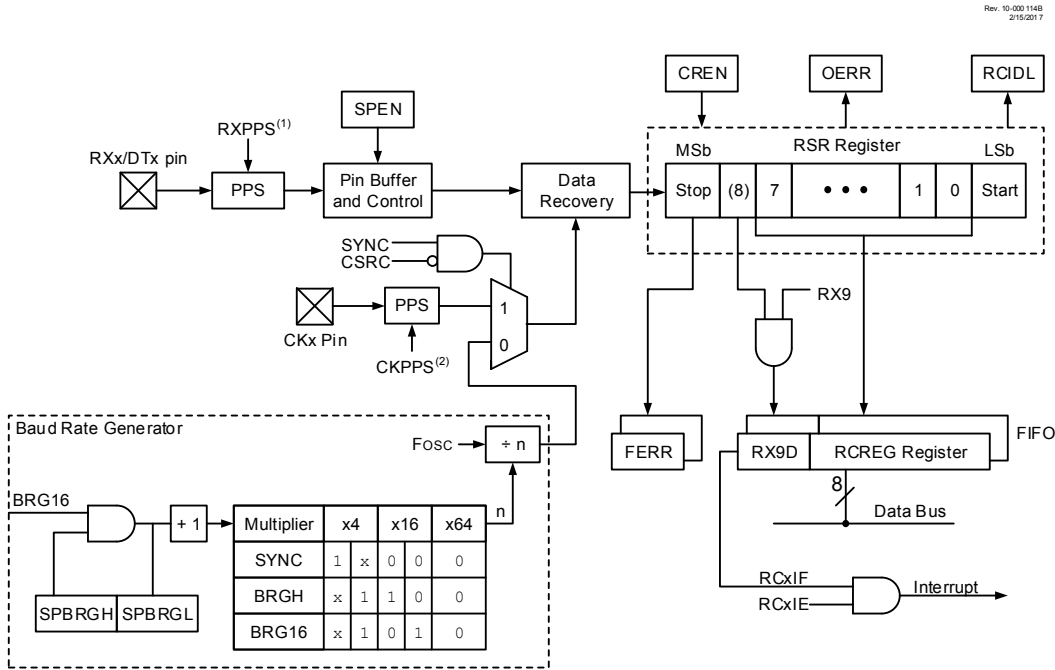 Rev. 10-000 114B
2/15/201 7
CREN
OERR
RCIDL
SPEN
RXPPS(1)
RXx/DTx pin
PPS
Pin Buffer
and Control
Data
Recovery
MSb
RSR Register
LSb
Stop (8) 7 • • • 1 0 Start
SYNC
CSRC
RX9
PPS
1
0
CKx Pin
CKPPS(2)
Baud Rate Generator
FOSC
÷ n
FERR
RX9D
RCREG Register
FIFO
8
Data Bus
BRG16
+ 1
n
Multiplier x4 x16 x64
SYNC 1 x 0 0 0
BRGH x 1 1 0 0
BRG16 x 1 0 1 0
SPBRGH SPBRGL
RCxIF
RCxIE
Interrupt